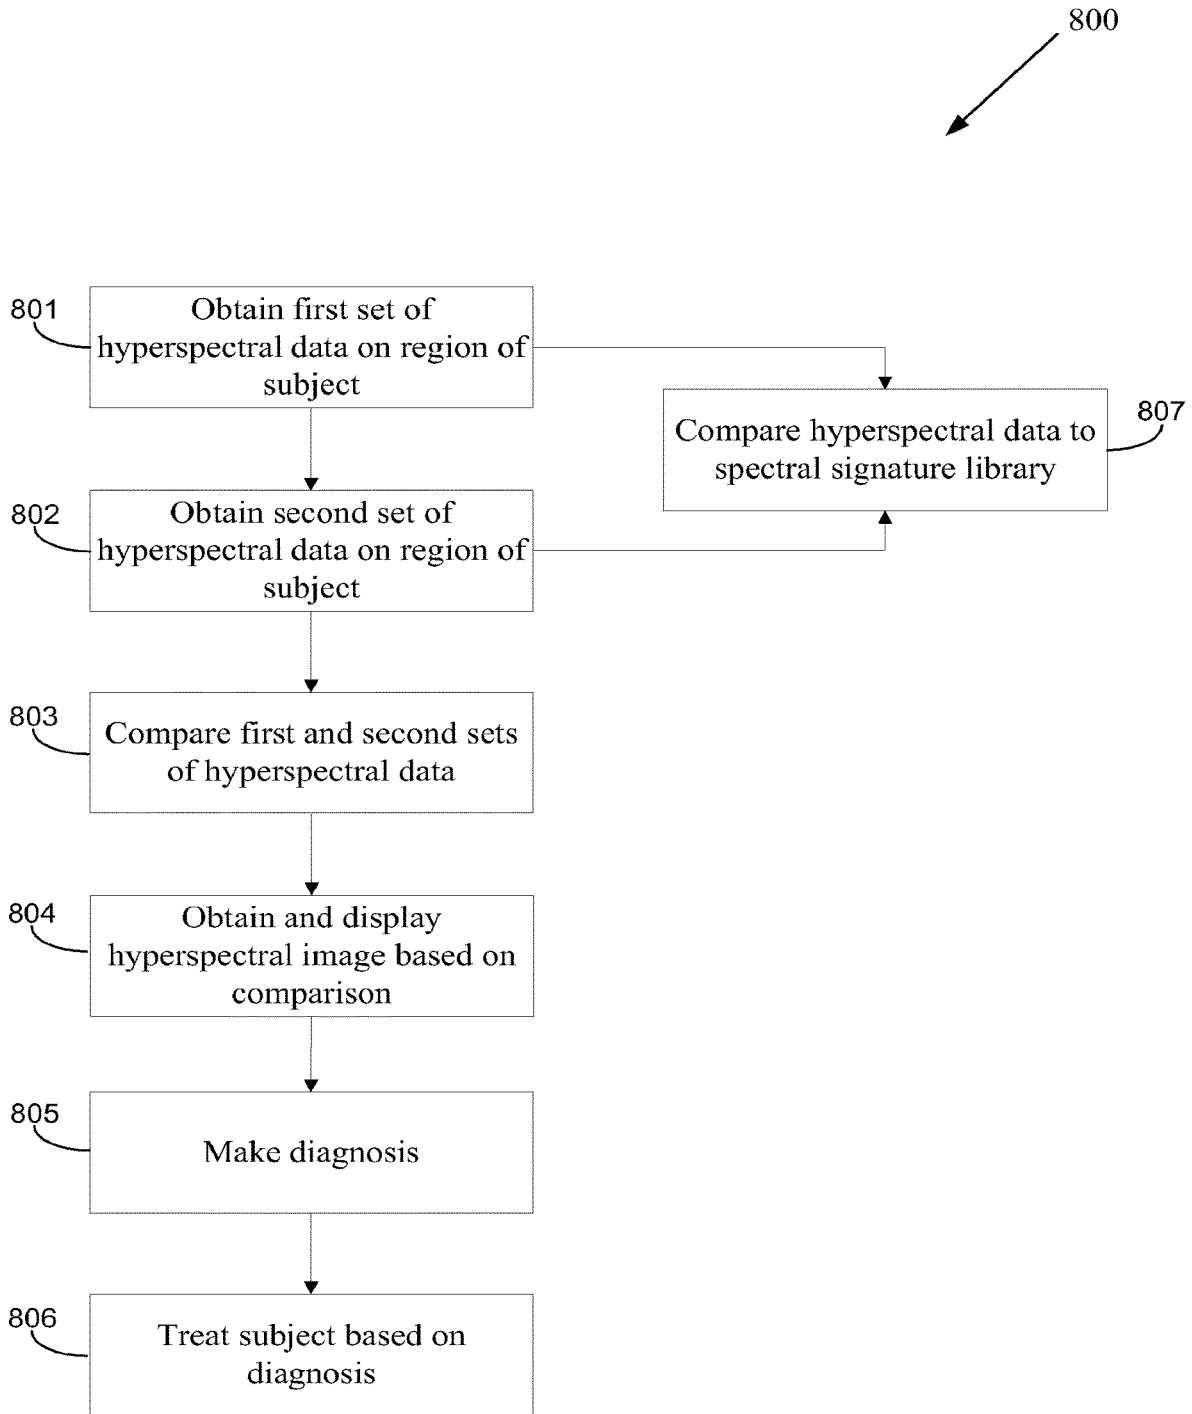 800
801
Obtain first set of
hyperspectral data on region of
subject
807
Compare hyperspectral data to
spectral signature library
802
Obtain second set of
hyperspectral data on region of
subject
803
Compare first and second sets
of hyperspectral data
804
Obtain and display
hyperspectral image based on
comparison
805
Make diagnosis
806
Treat subject based on
diagnosis